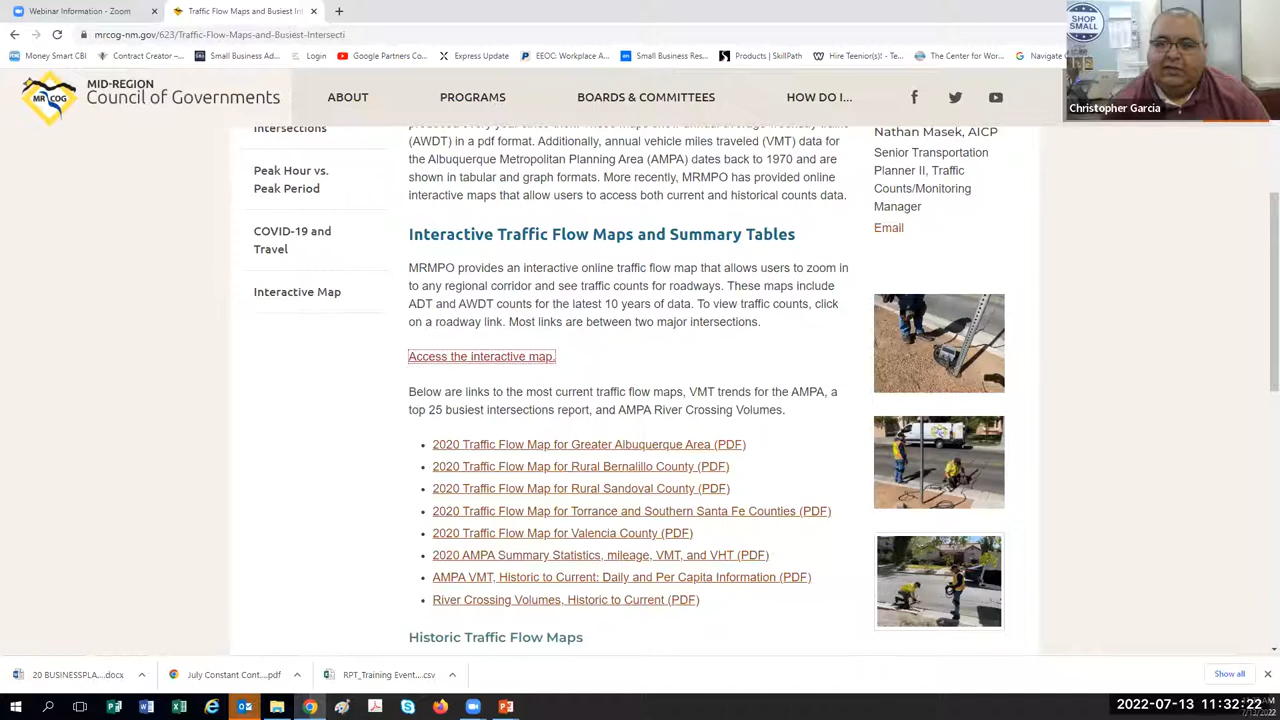 Webinar Information - Zoom
Traffic Flow Maps and Busiest Int
mrcog-nm.gov/623/Traffic-Flow-Maps-and-Busiest-Intersecti
Money Smart CBI
Contract Creator –...
Small Business Ad...
Login
Google Partners Co...
Express Update
EEOC: Workplace A...
Small Business Res...
Products | SkillPath
Hire Teenior(s)! - Te...
The Center for Wor...
Navigate
SHOP
SMALL
Christopher Garcia
MR COG
MID-REGION
Council of Governments
ABOUT
PROGRAMS
BOARDS & COMMITTEES
HOW DO I...
Intersections
Peak Hour vs.
Peak Period
COVID-19 and
Travel
Interactive Map
(AWDT) in a pdf format. Additionally, annual vehicle miles traveled (VMT) data for
the Albuquerque Metropolitan Planning Area (AMPA) dates back to 1970 and are
shown in tabular and graph formats. More recently, MRMPO has provided online
interactive maps that allow users to access both current and historical counts data.
Interactive Traffic Flow Maps and Summary Tables
MRMPO provides an interactive online traffic flow map that allows users to zoom in
to any regional corridor and see traffic counts for roadways. These maps include
ADT and AWDT counts for the latest 10 years of data. To view traffic counts, click
on a roadway link. Most links are between two major intersections.
Access the interactive map.
Below are links to the most current traffic flow maps, VMT trends for the AMPA, a
top 25 busiest intersections report, and AMPA River Crossing Volumes.
2020 Traffic Flow Map for Greater Albuquerque Area (PDF)
2020 Traffic Flow Map for Rural Bernalillo County (PDF)
2020 Traffic Flow Map for Rural Sandoval County (PDF)
2020 Traffic Flow Map for Torrance and Southern Santa Fe Counties (PDF)
2020 Traffic Flow Map for Valencia County (PDF)
2020 AMPA Summary Statistics, mileage, VMT, and VHT (PDF)
AMPA VMT, Historic to Current: Daily and Per Capita Information (PDF)
River Crossing Volumes, Historic to Current (PDF)
Historic Traffic Flow Maps
Nathan Masek, AICP
Senior Transportation
Planner II, Traffic
Counts/Monitoring
Manager
Email
20 BUSINESSPLA....docx
July Constant Cont....pdf
RPT_Training Event....csv
Show all
2022-07-13 11:32:22
7/13/2022